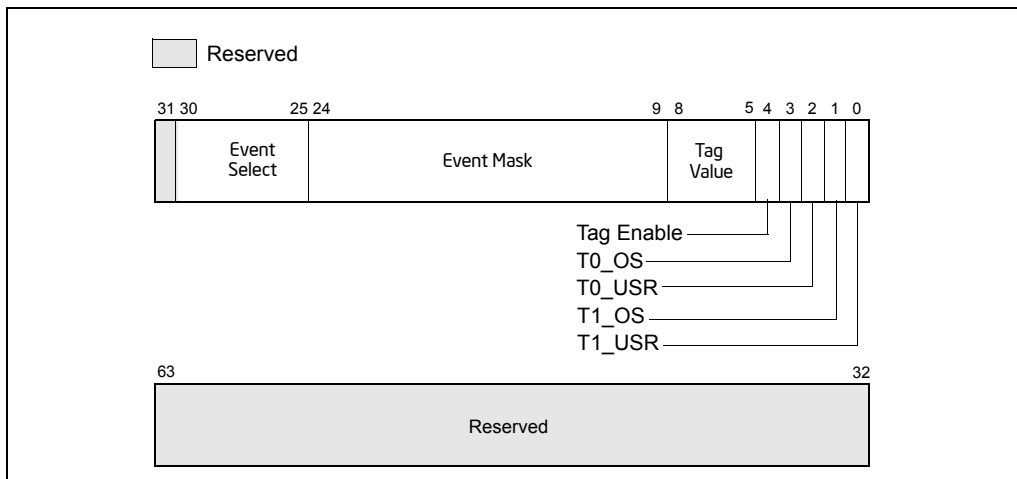 Reserved
31 30 25 24 9 8 5 4 3 2 1 0
Event
Select
Event Mask
Tag
Value
Tag Enable
T0_OS
T0_USR
T1_OS
T1_USR
63 32
Reserved